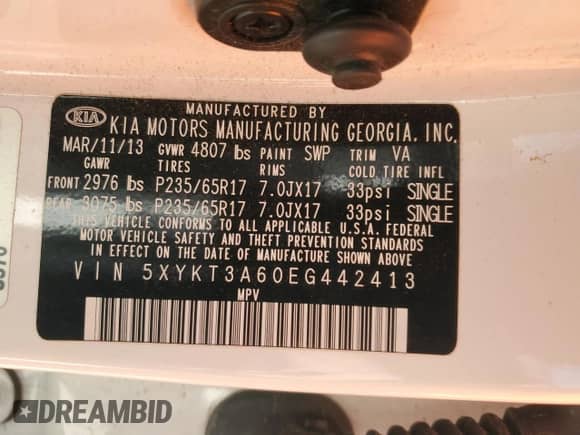 MANUFACTURED BY
KIA KIA MOTORS MANUFACTURING GEORGIA, INC.
MAR/11/13 GVWR 4807 lbs PAINT SWP TRIM VA
GAWR TIRES RIMS COLD TIRE INFL
FRONT 2976 lbs P235/65R17 7.0JX17 33psi SINGLE
REAR 3075 lbs P235/65R17 7.0JX17 33psi SINGLE
THIS VEHICLE CONFORMS TO ALL APPLICABLE U.S.A. FEDERAL
MOTOR VEHICLE SAFETY AND THEFT PREVENTION STANDARDS
IN EFFECT ON THE DATE OF MANUFACTURE SHOWN ABOVE.
VIN 5XYKT3A60EG442413
MPV
DREAMBID